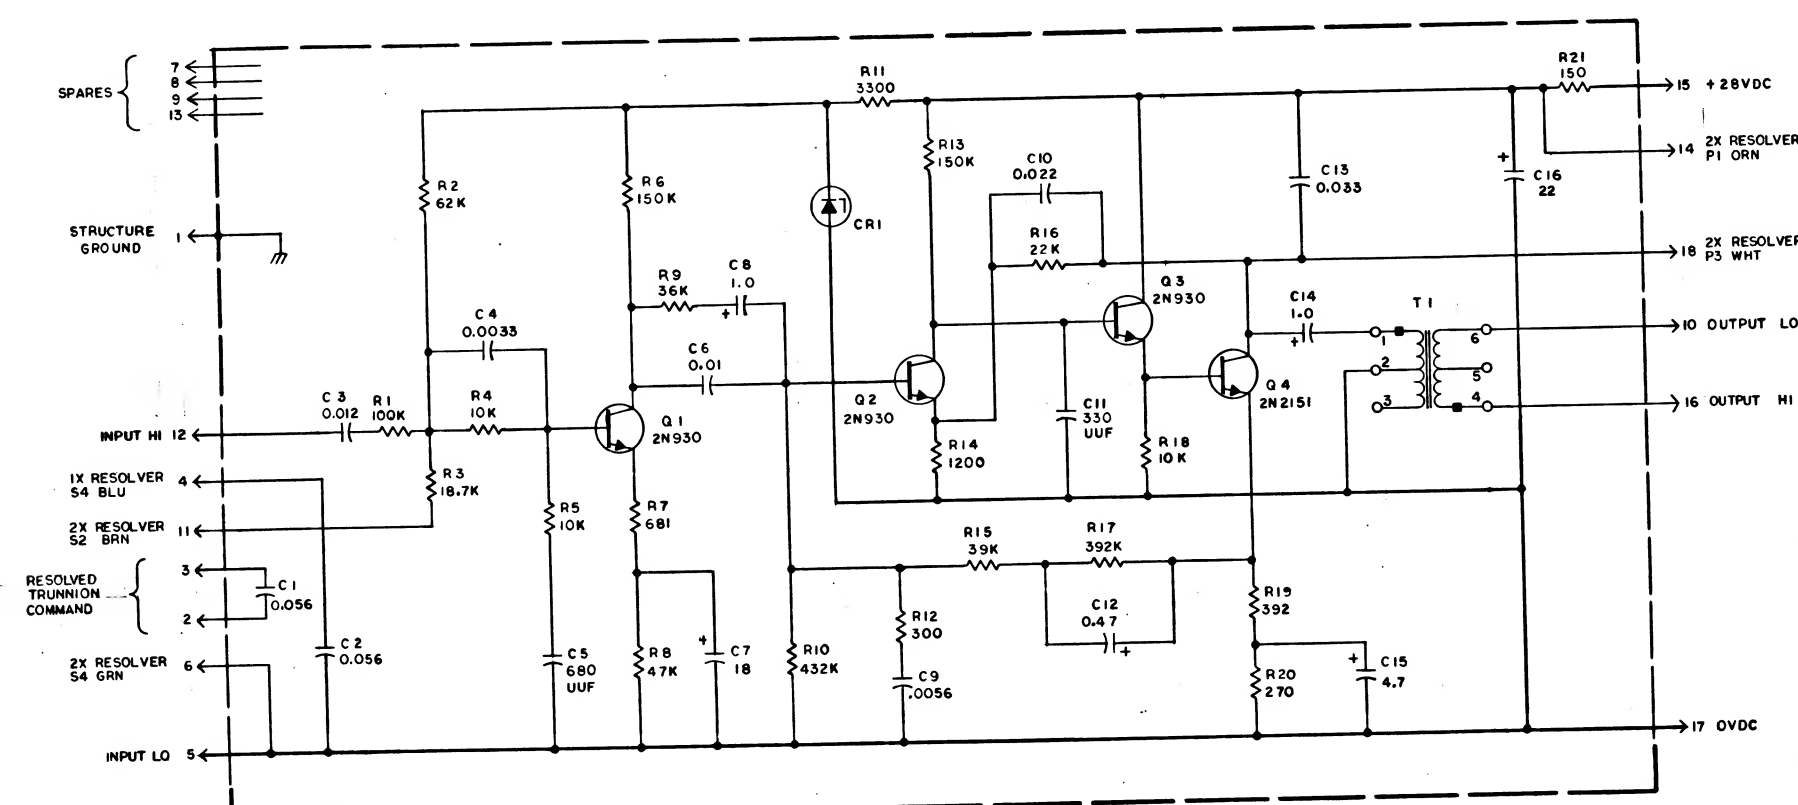 SPARES
7
8
9
13
STRUCTURE
GROUND
1
INPUT HI 12
1X RESOLVER
S4 BLU
4
2X RESOLVER
S2 BRN
11
RESOLVED
TRUNNION
COMMAND
3
2
2X RESOLVER
S4 GRN
6
INPUT LO 5
C1
0.056
C2
0.056
C3
0.012
R1
100K
R2
62K
C4
0.0033
R4
10K
R3
18.7K
R5
10K
C5
680
UUF
R6
150K
Q1
2N930
R7
681
R8
47K
+
C7
18
R9
36K
C8
1.0
+
C6
0.01
R10
432K
R11
3300
CR1
R13
150K
Q2
2N930
R14
1200
R12
300
C9
.0056
R15
39K
R17
392K
C12
0.47
+
C10
0.022
R16
22K
C11
330
UUF
Q3
2N930
R18
10K
Q4
2N2151
R19
392
R20
270
+
C15
4.7
C13
0.033
C14
1.0
+
T1
1
2
3
6
5
4
+
C16
22
R21
150
15 +28VDC
14 2X RESOLVER
P1 ORN
18 2X RESOLVER
P3 WHT
10 OUTPUT LO
16 OUTPUT HI
17 0VDC